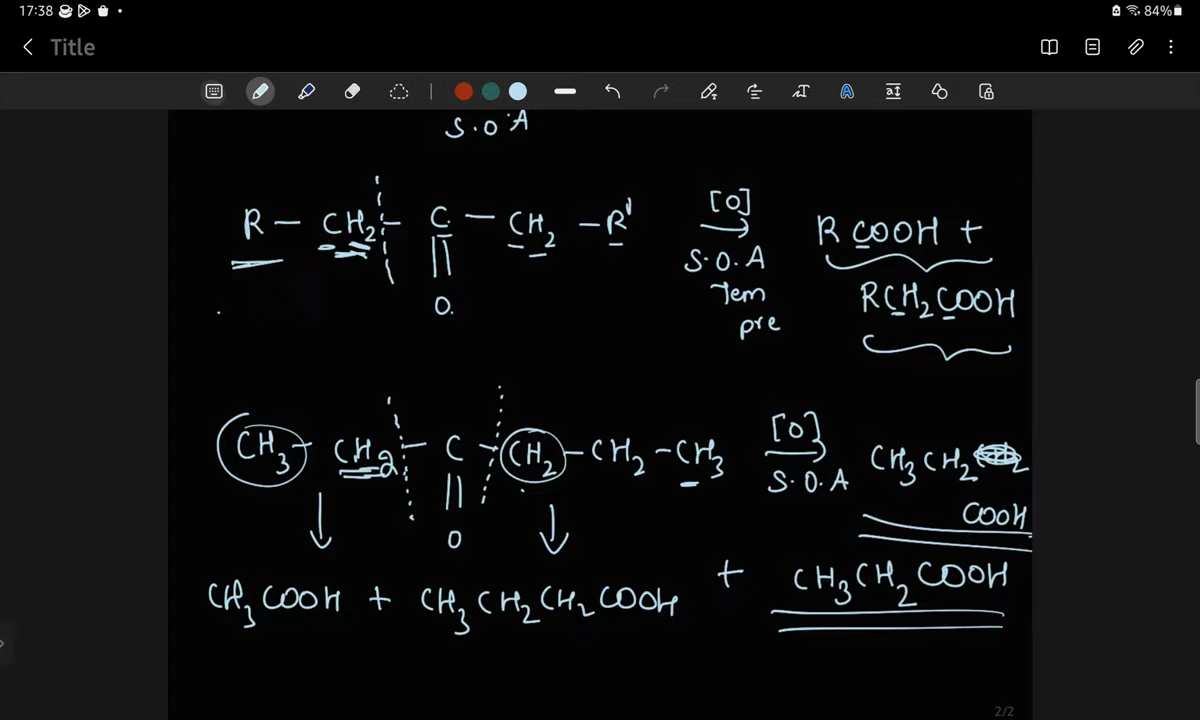 17:38 84%
Title
S.O.A
R — CH2 — C — CH2 — R' [O] RCOOH +
S.O.A
O Tem RCH2COOH
pre
CH3 — CH2 — C — CH2 — CH2 — CH3 [O] CH3CH2
S.O.A
O COOH
CH3COOH + CH3CH2CH2COOH + CH3CH2COOH
2/2